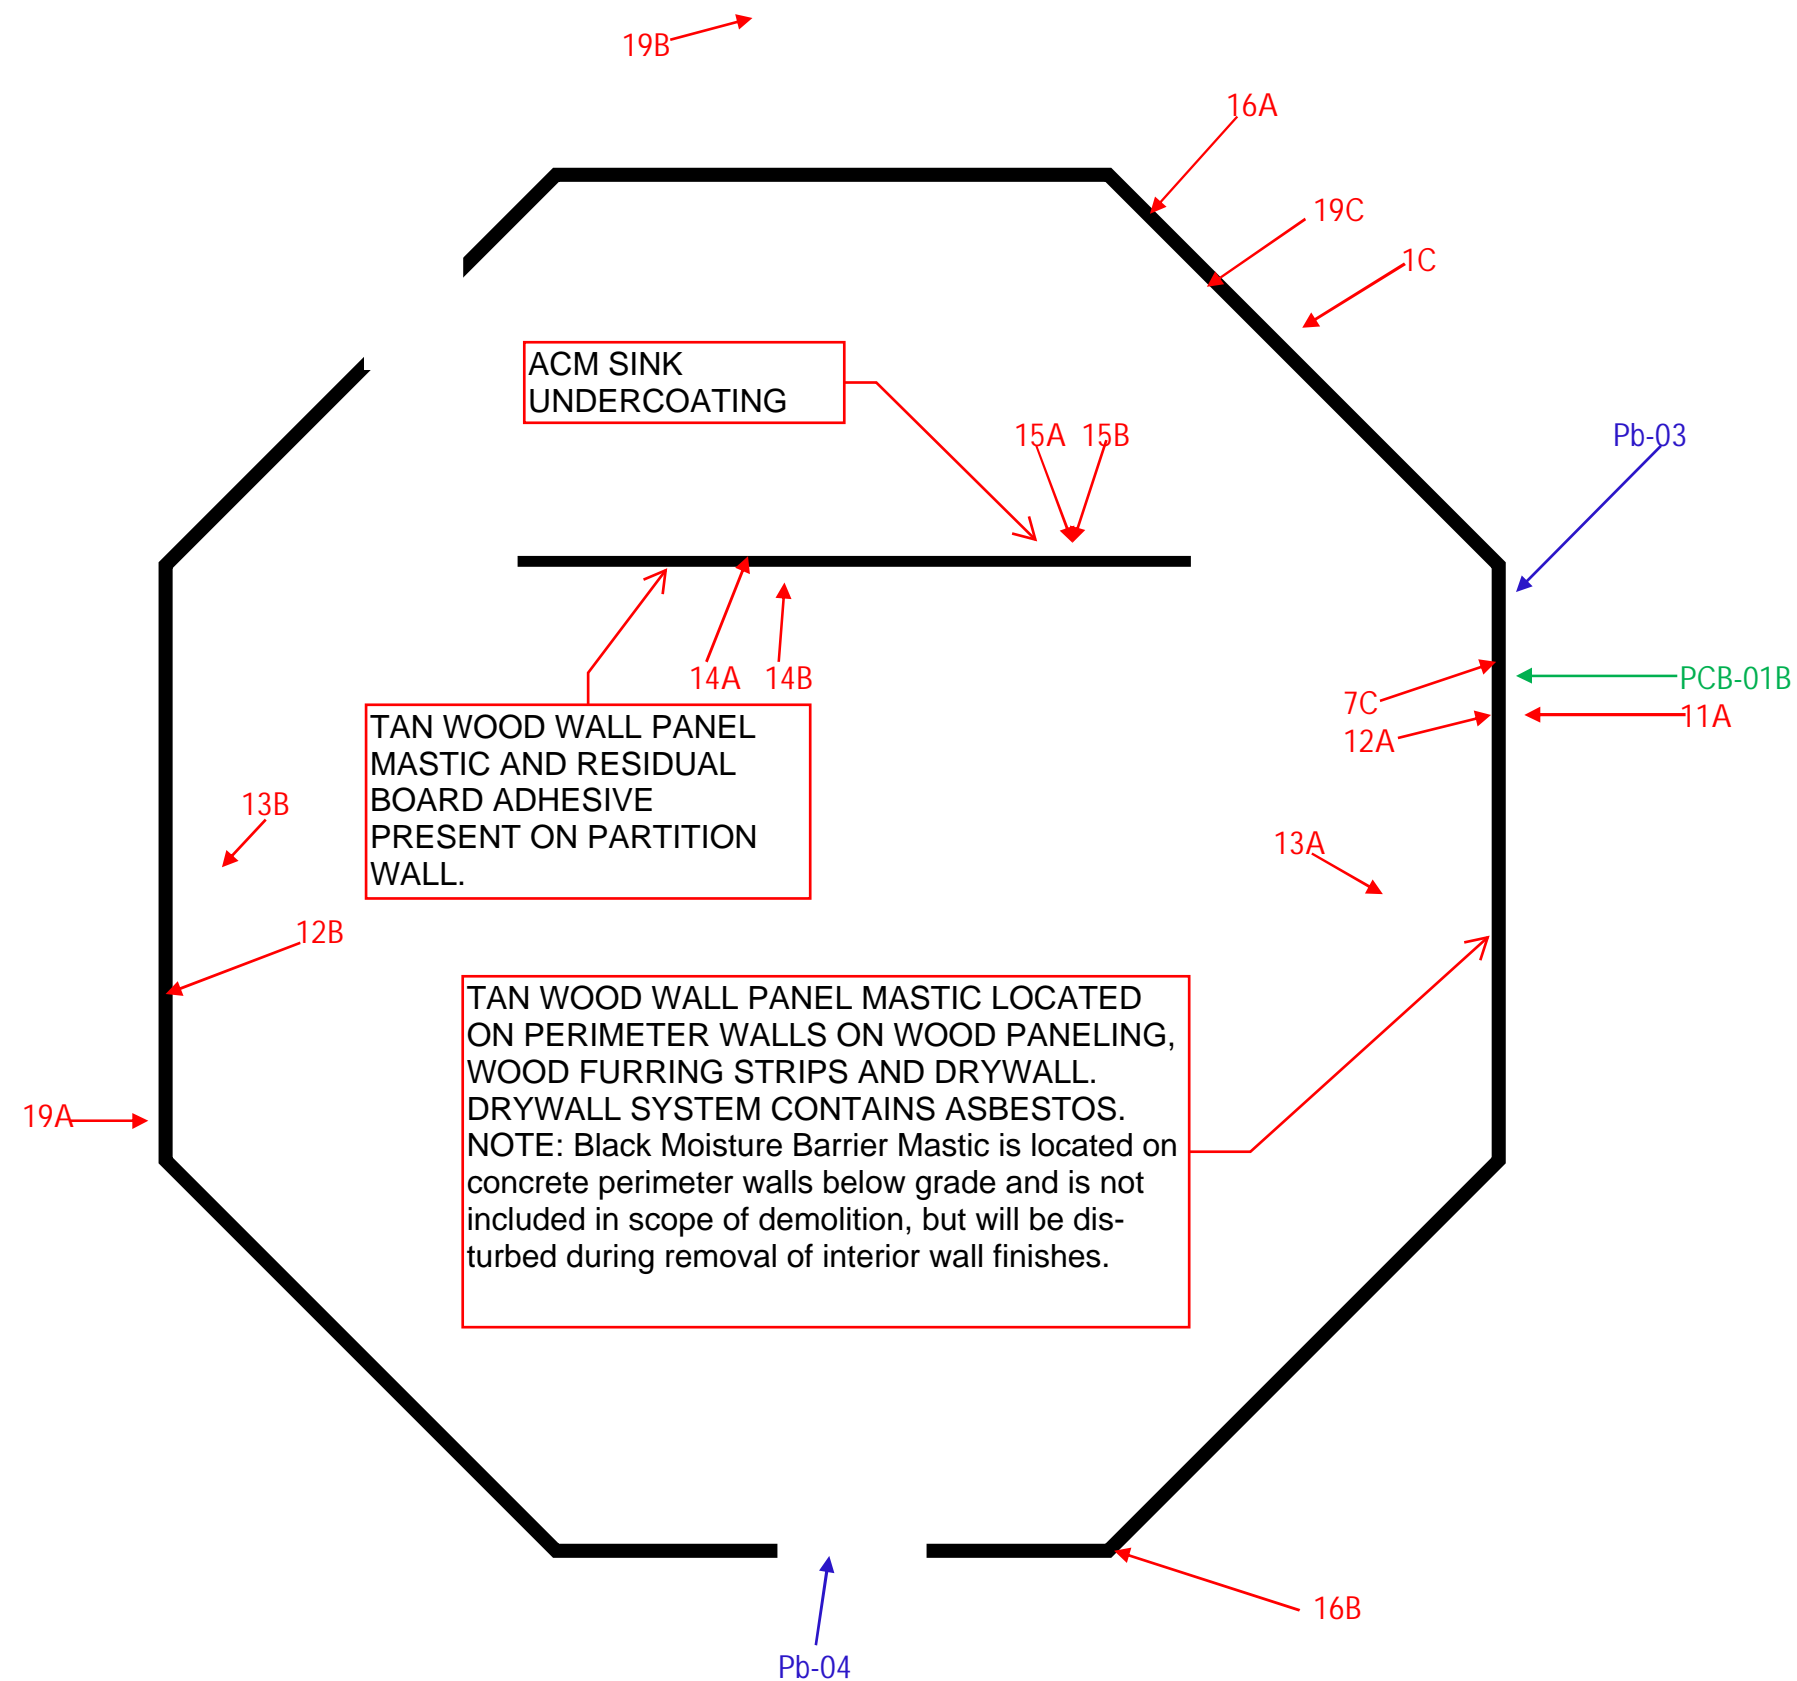 19B
16A
19C
1C
ACM SINK
UNDERCOATING
15A 15B
Pb-03
14A 14B
PCB-01B
7C
11A
12A
TAN WOOD WALL PANEL
MASTIC AND RESIDUAL
BOARD ADHESIVE
PRESENT ON PARTITION
WALL.
13B
13A
12B
TAN WOOD WALL PANEL MASTIC LOCATED
ON PERIMETER WALLS ON WOOD PANELING,
WOOD FURRING STRIPS AND DRYWALL.
DRYWALL SYSTEM CONTAINS ASBESTOS.
NOTE: Black Moisture Barrier Mastic is located on
concrete perimeter walls below grade and is not
included in scope of demolition, but will be dis-
turbed during removal of interior wall finishes.
19A
16B
Pb-04